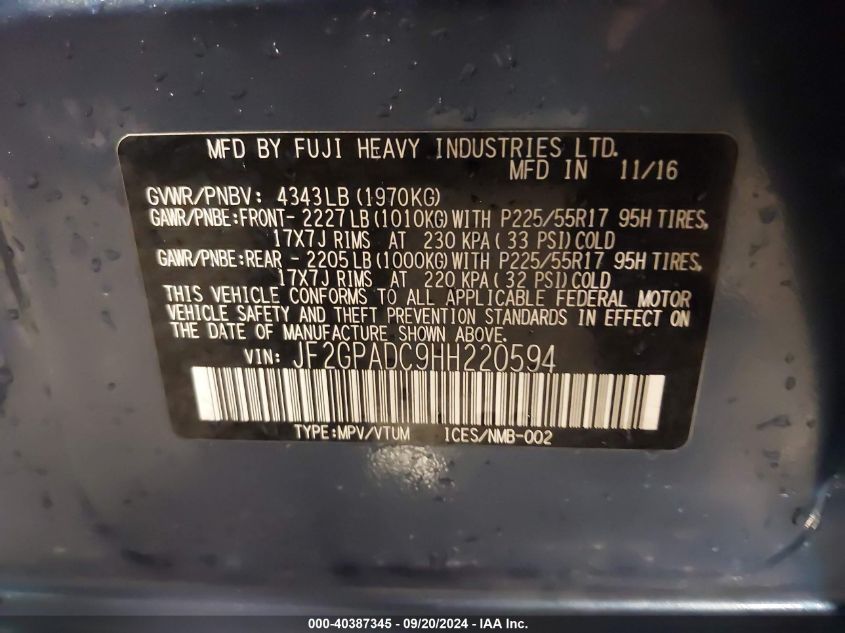 MFD BY FUJI HEAVY INDUSTRIES LTD.
MFD IN 11/16
GVWR/PNBV: 4343LB (1970KG)
GAWR/PNBE:FRONT- 2227LB (1010KG) WITH P225/55R17 95H TIRES,
17X7J RIMS AT 230 KPA ( 33 PSI) COLD
GAWR/PNBE:REAR - 2205LB (1000KG) WITH P225/55R17 95H TIRES,
17X7J RIMS AT 220 KPA ( 32 PSI) COLD
THIS VEHICLE CONFORMS TO ALL APPLICABLE FEDERAL MOTOR
VEHICLE SAFETY AND THEFT PREVENTION STANDARDS IN EFFECT ON
THE DATE OF MANUFACTURE SHOWN ABOVE.
VIN: JF2GPADC9HH220594
TYPE:MPV/VTUM ICES/NMB-002
000-40387345 - 09/20/2024 - IAA Inc.